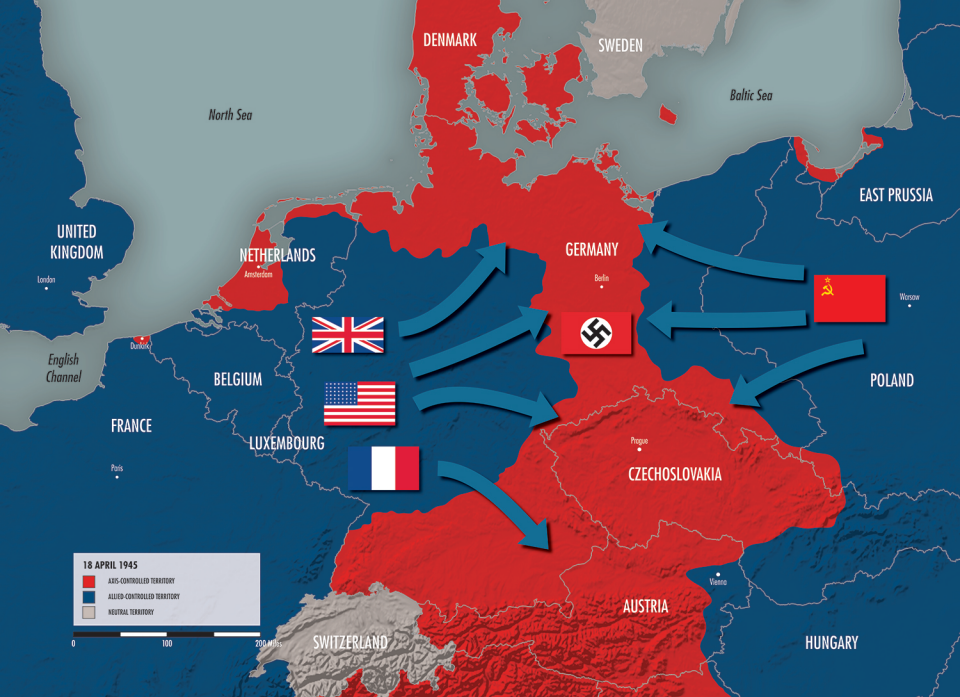 DENMARK
SWEDEN
Baltic Sea
North Sea
EAST PRUSSIA
UNITED
KINGDOM
London
NETHERLANDS
Amsterdam
GERMANY
Berlin
Warsaw
English
Channel
Dunkirk
BELGIUM
POLAND
FRANCE
LUXEMBOURG
Prague
Paris
CZECHOSLOVAKIA
18 APRIL 1945
AXIS-CONTROLLED TERRITORY
ALLIED-CONTROLLED TERRITORY
NEUTRAL TERRITORY
0 100 200 Miles
Vienna
AUSTRIA
SWITZERLAND
HUNGARY